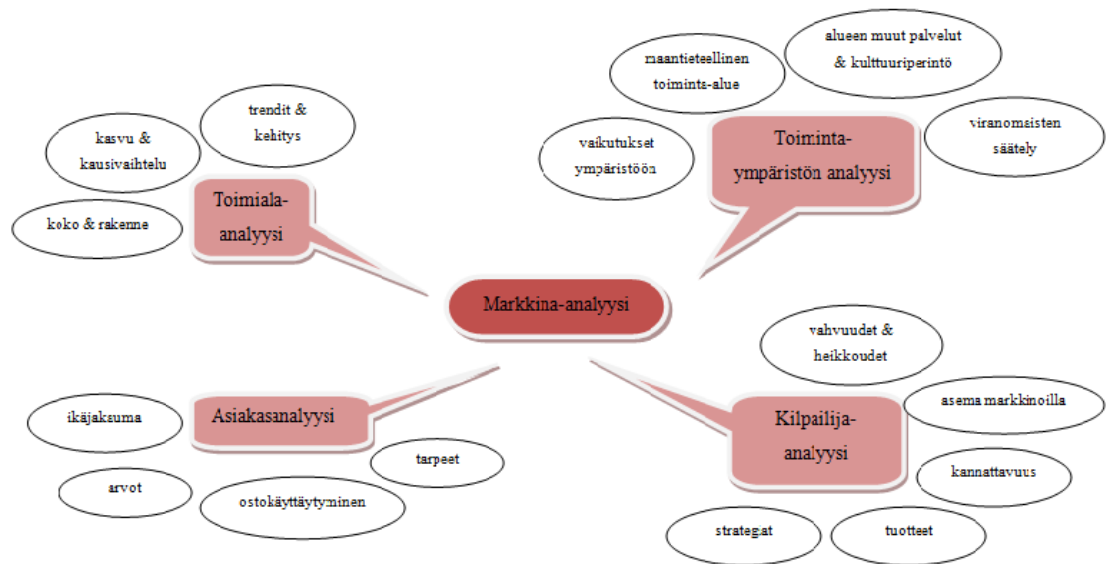 alueen muut palvelut
& kulttuuriperintö
maantieteellinen
toiminta-alue
trendit &
kehitys
kasvu &
kausivaihtelu
viranomaisten
säätely
vaikutukset
ympäristöön
Toiminta-
ympäristön analyysi
Toimiala-
analyysi
koko & rakenne
Markkina-analyysi
vahvuudet &
heikkoudet
asema markkinoilla
ikäjakauma
Asiakasanalyysi
Kilpailija-
analyysi
tarpeet
kannattavuus
arvot
ostokäyttäytyminen
strategiat
tuotteet